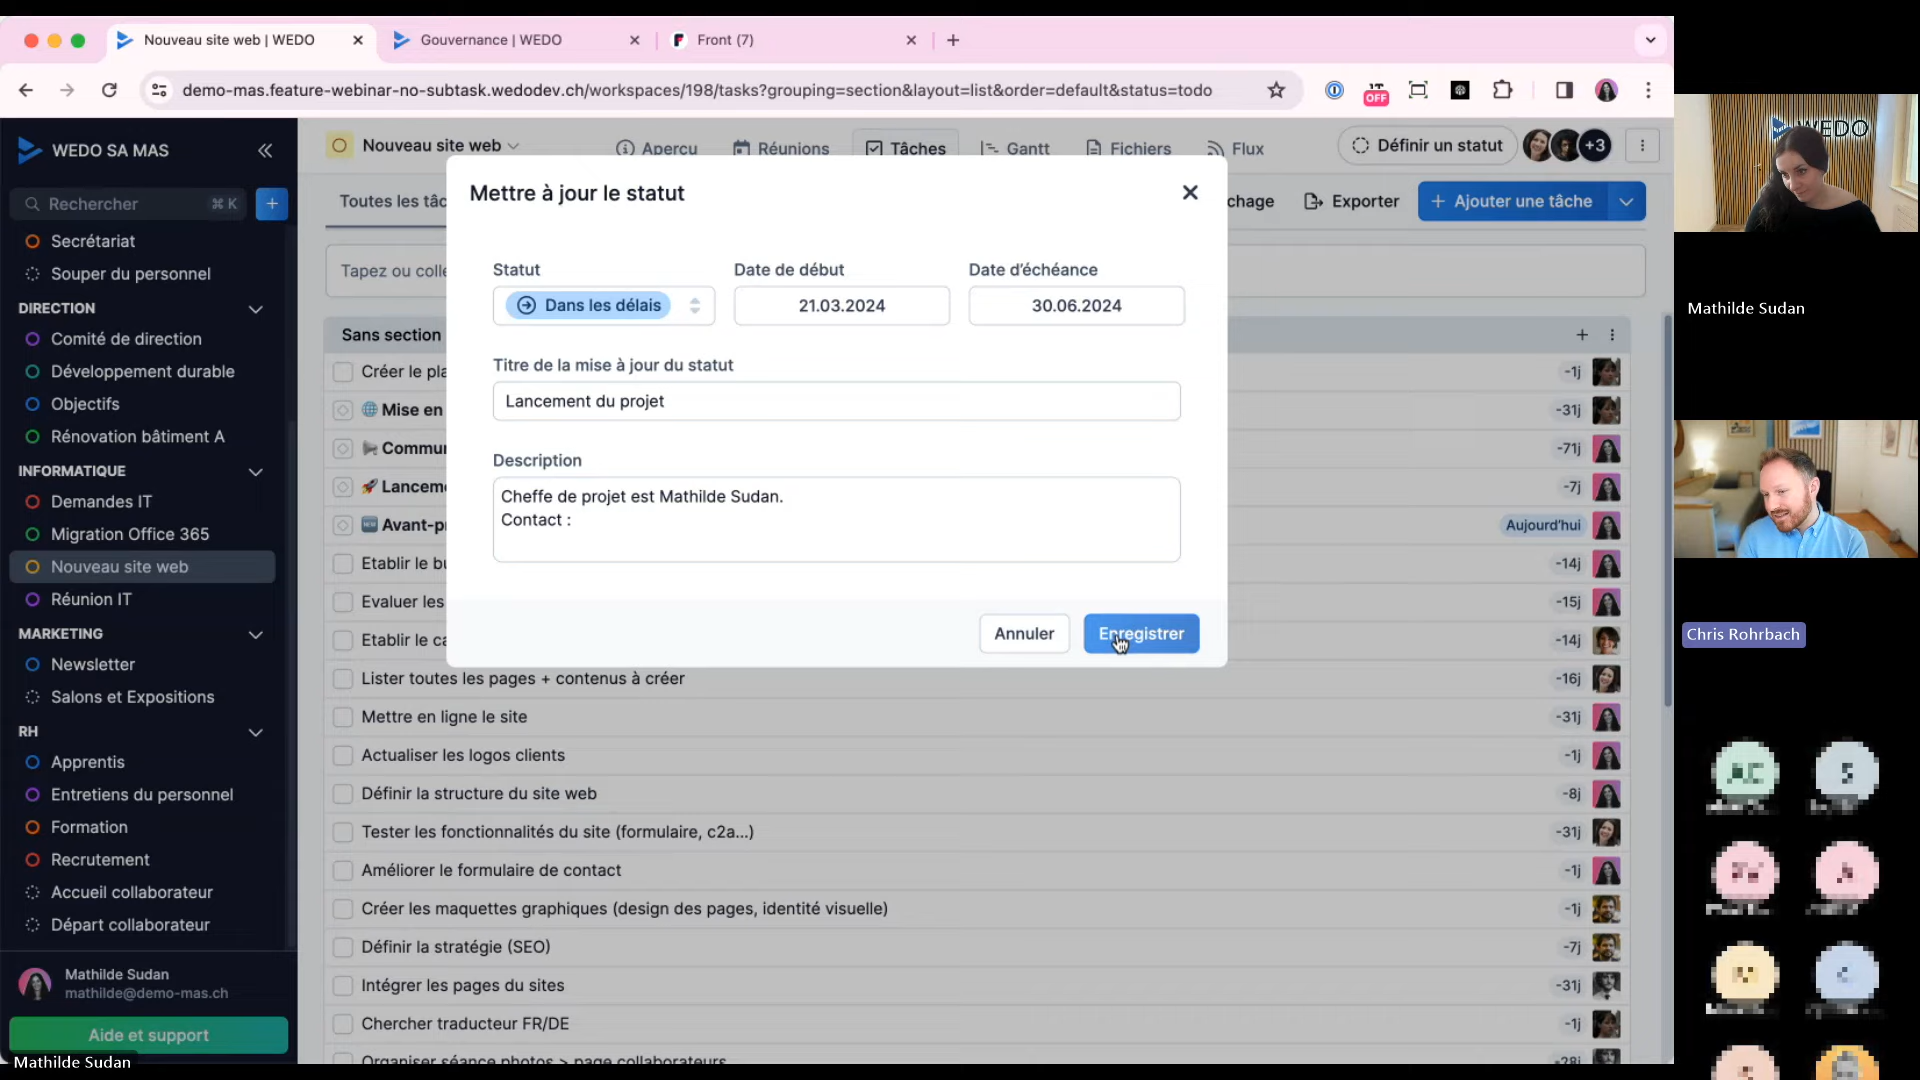 Nouveau site web | WEDO
Gouvernance | WEDO
Front (7)
demo-mas.feature-webinar-no-subtask.wedodev.ch/workspaces/198/tasks?grouping=section&layout=list&order=default&status=todo
OFF
WEDO SA MAS
Rechercher
⌘ K
Secrétariat
Souper du personnel
DIRECTION
Comité de direction
Développement durable
Objectifs
Rénovation bâtiment A
INFORMATIQUE
Demandes IT
Migration Office 365
Nouveau site web
Réunion IT
MARKETING
Newsletter
Salons et Expositions
RH
Apprentis
Entretiens du personnel
Formation
Recrutement
Accueil collaborateur
Départ collaborateur
Mathilde Sudan
mathilde@demo-mas.ch
Aide et support
Mathilde Sudan
Nouveau site web
Aperçu
Réunions
Tâches
Gantt
Fichiers
Flux
Définir un statut
+3
Toutes les tâc
chage
Exporter
+ Ajouter une tâche
Tapez ou colle
Mettre à jour le statut
Statut
Date de début
Date d'échéance
Dans les délais
21.03.2024
30.06.2024
Titre de la mise à jour du statut
Lancement du projet
Description
Cheffe de projet est Mathilde Sudan.
Contact :
Annuler
Enregistrer
Sans section
Créer le pla
-1j
Mise en
-31j
Commun
-71j
Lanceme
-7j
Avant-pr
Aujourd'hui
Etablir le bu
-14j
Evaluer les
-15j
Etablir le ca
-14j
Lister toutes les pages + contenus à créer
-16j
Mettre en ligne le site
-31j
Actualiser les logos clients
-1j
Définir la structure du site web
-8j
Tester les fonctionnalités du site (formulaire, c2a...)
-31j
Améliorer le formulaire de contact
-1j
Créer les maquettes graphiques (design des pages, identité visuelle)
-1j
Définir la stratégie (SEO)
-7j
Intégrer les pages du sites
-31j
Chercher traducteur FR/DE
-1j
Organiser séance photos > page collaborateurs
-28j
WEDO
Mathilde Sudan
Chris Rohrbach
AC
S